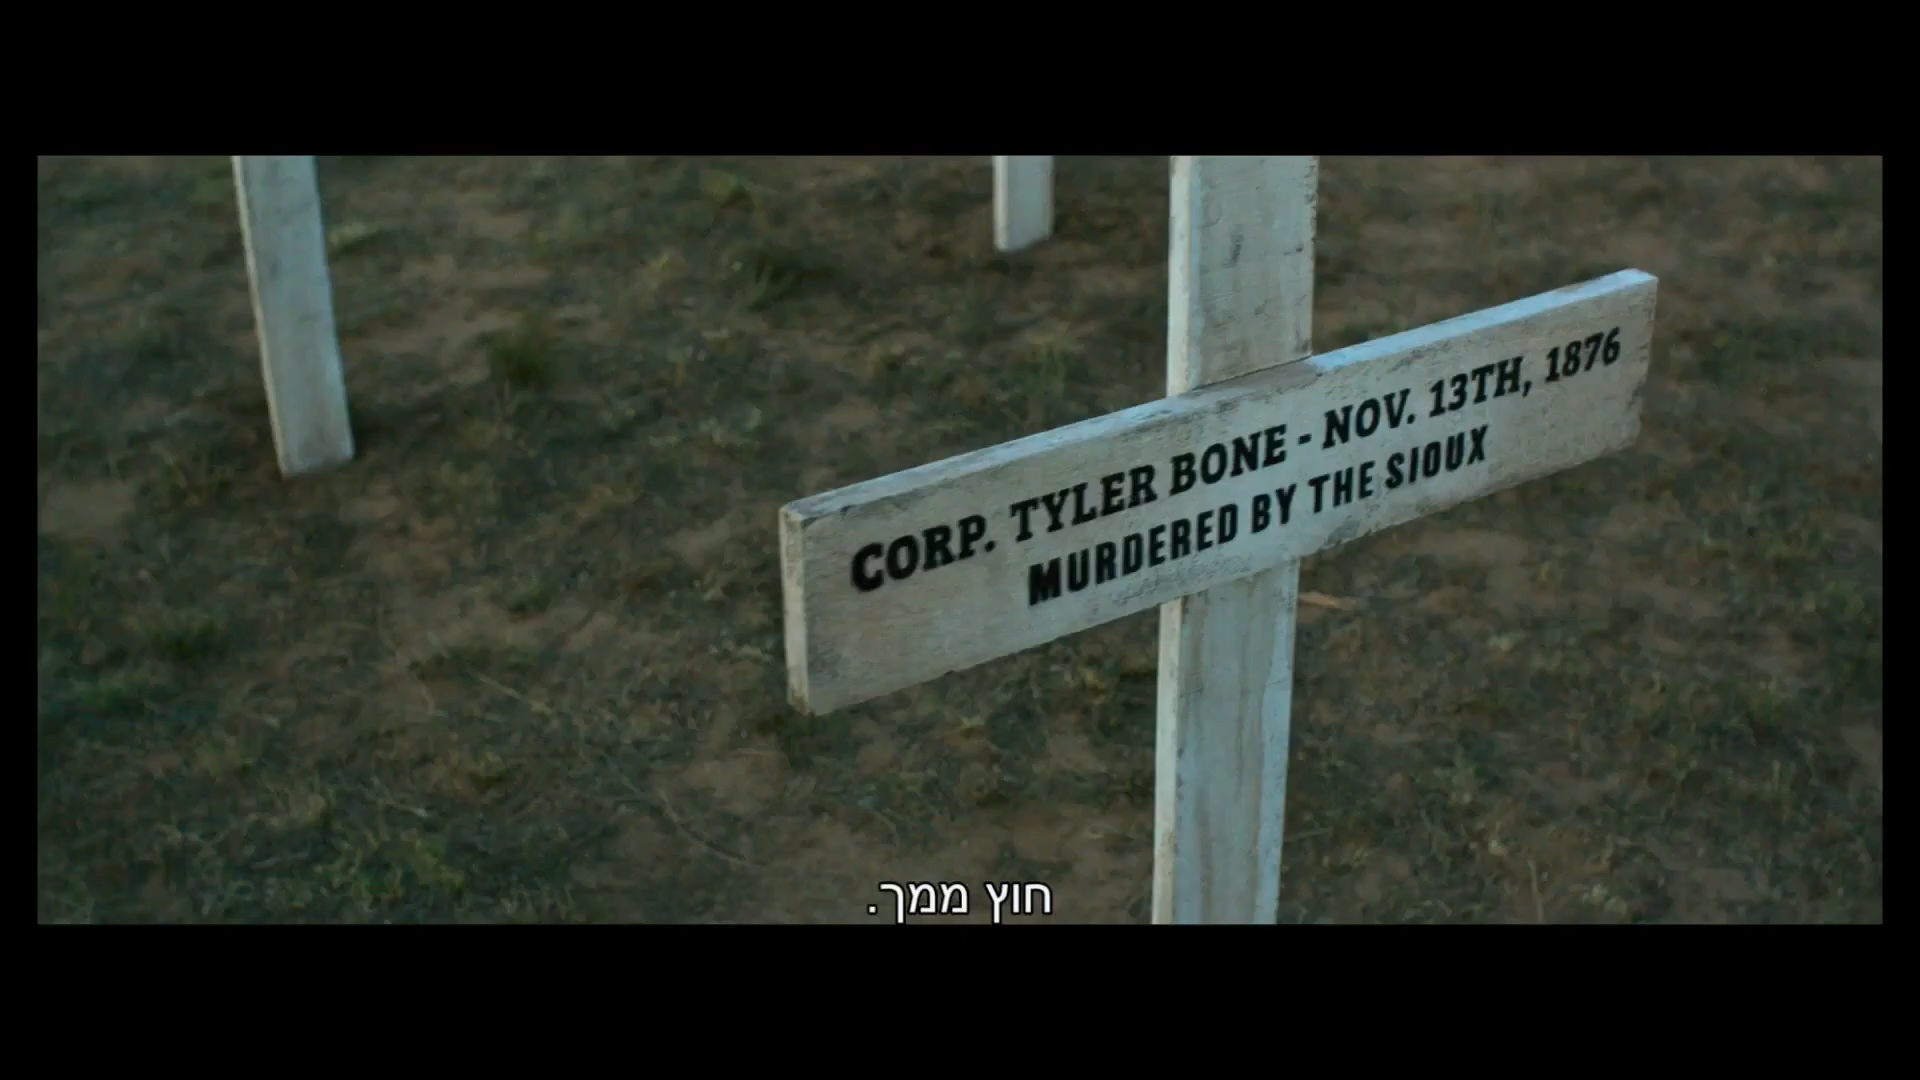 CORP. TYLER BONE - NOV. 13TH, 1876
MURDERED BY THE SIOUX
חוץ ממך.